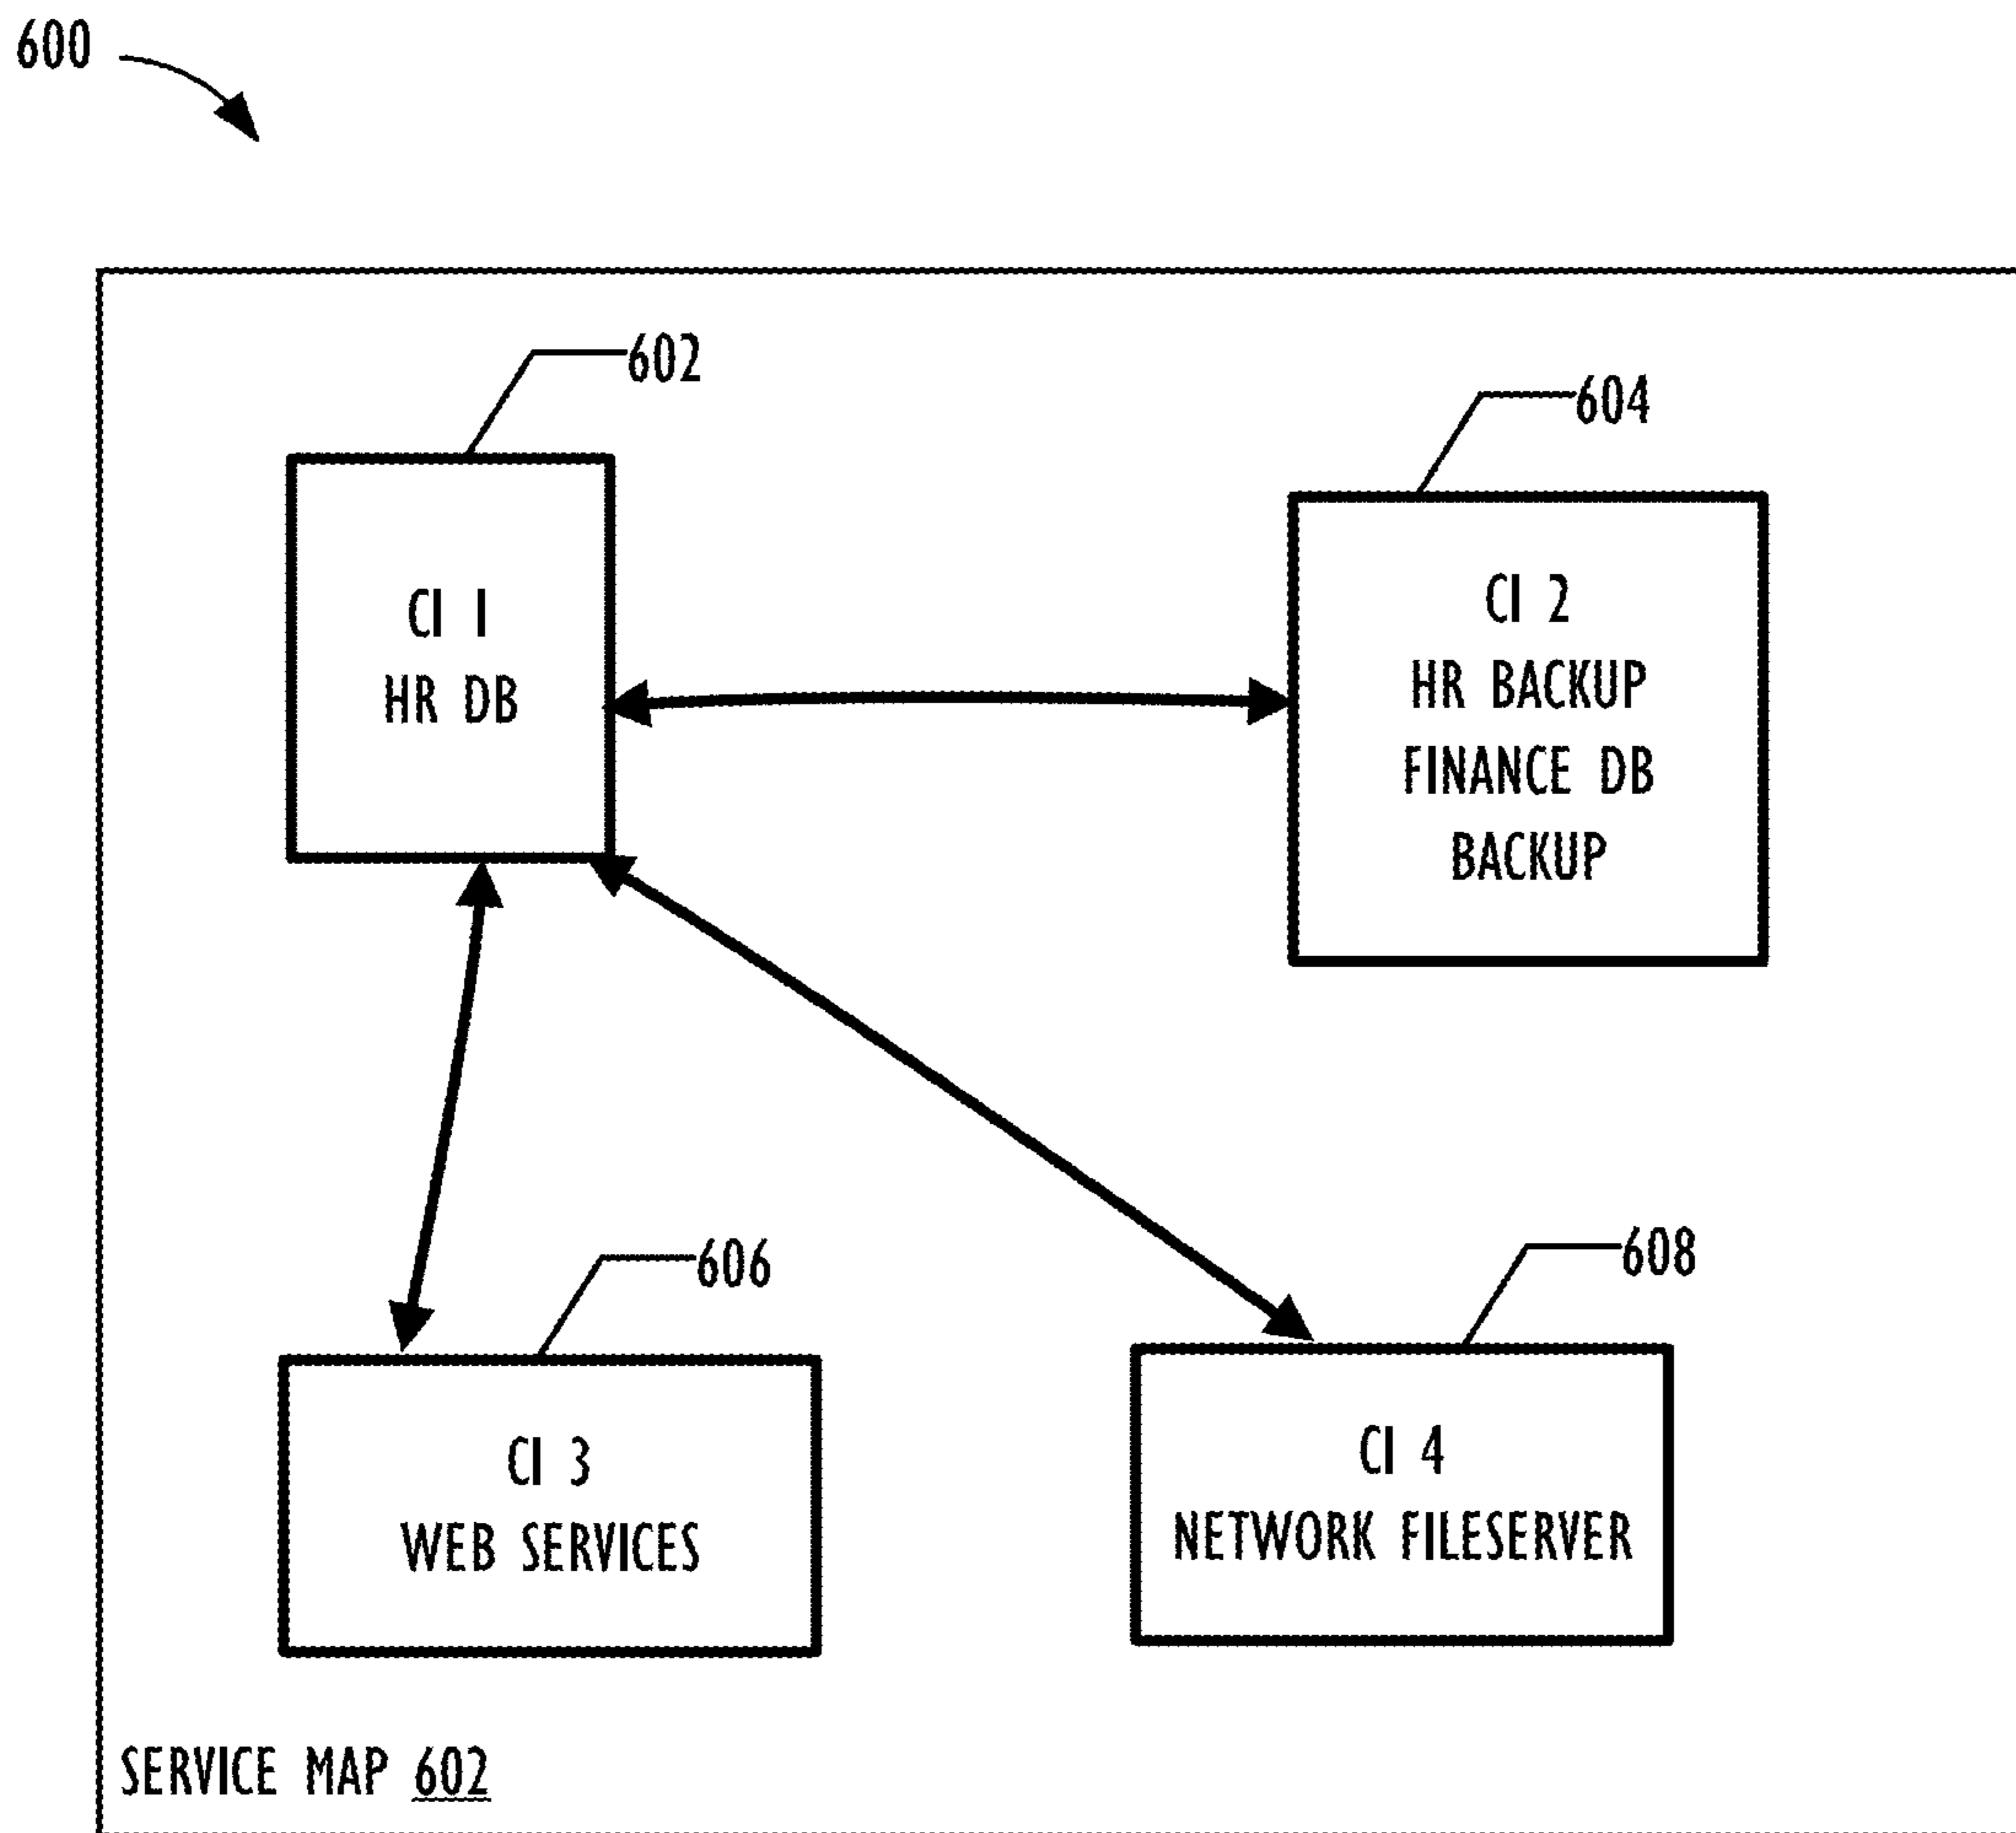 600
602
604
CI 1
HR DB
CI 2
HR BACKUP
FINANCE DB
BACKUP
606
608
CI 3
WEB SERVICES
CI 4
NETWORK FILESERVER
SERVICE MAP 602